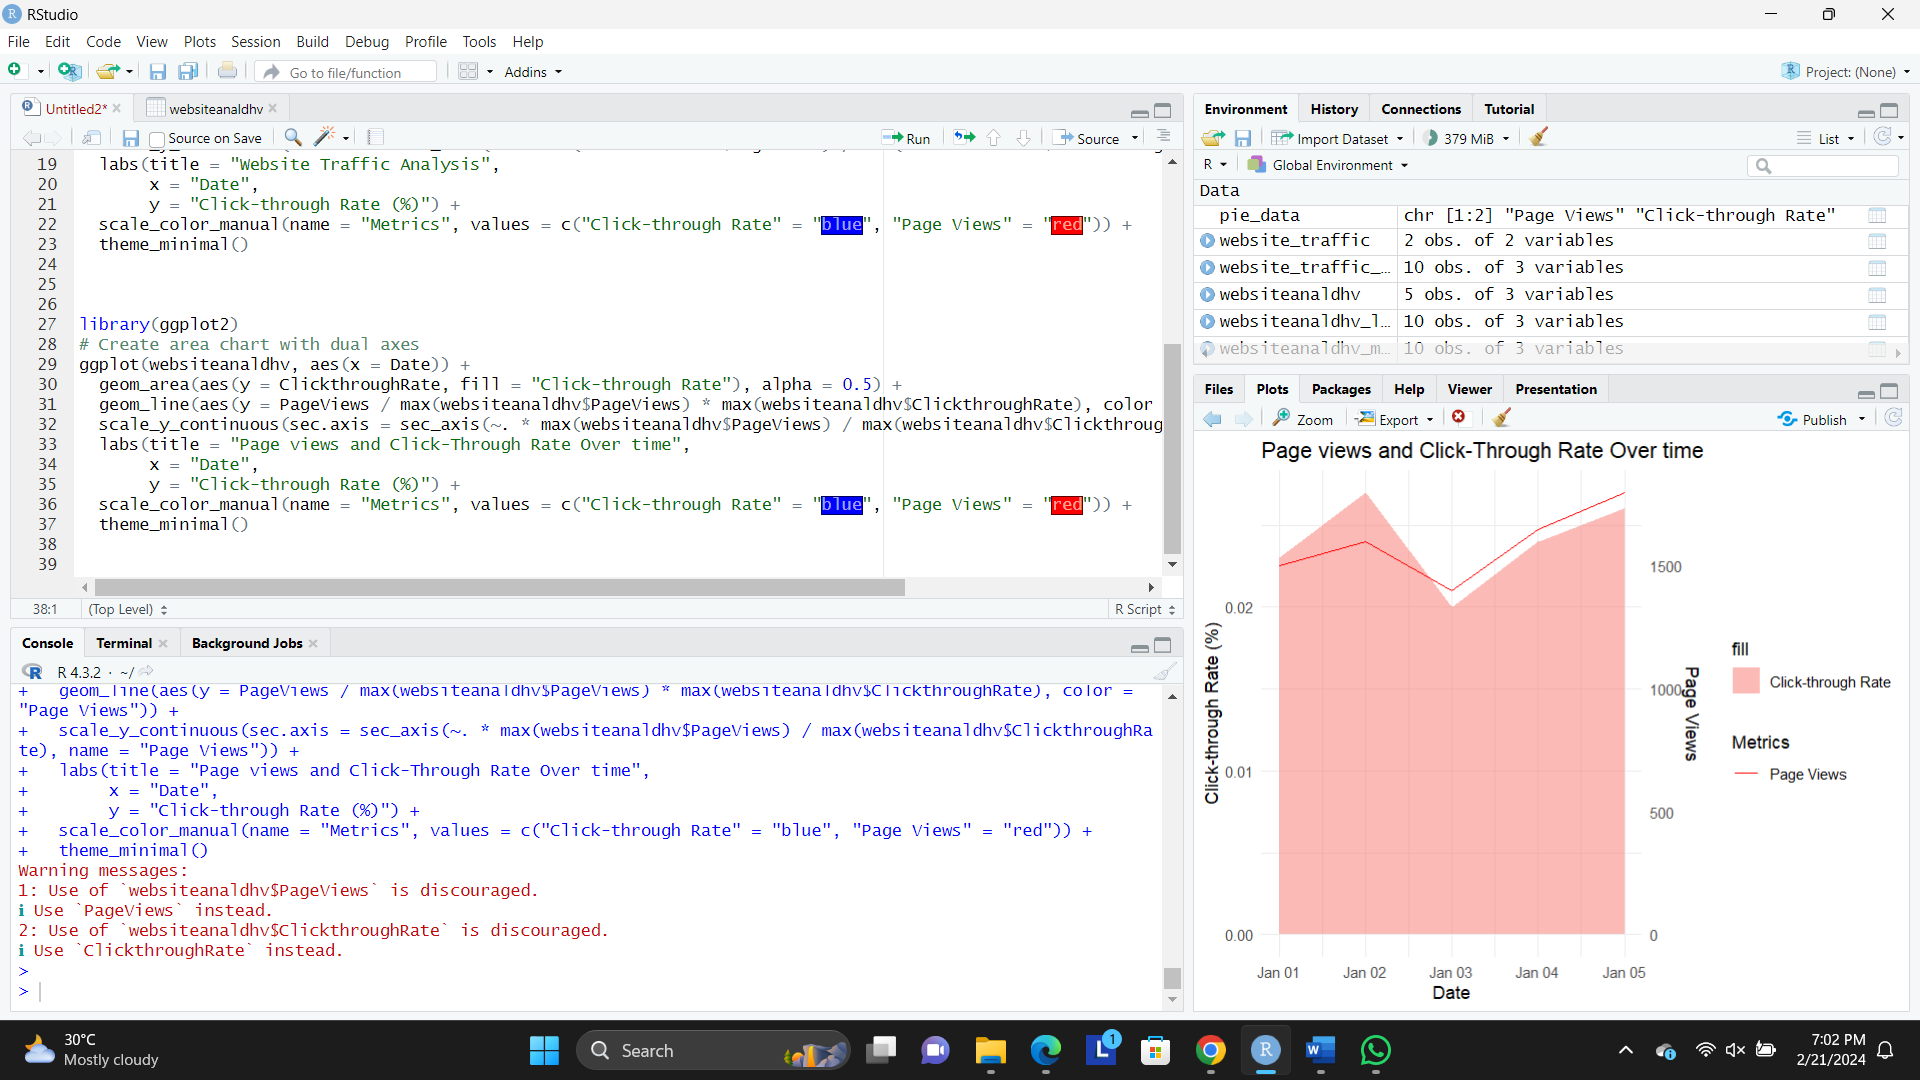 RStudio
File Edit Code View Plots Session Build Debug Profile Tools Help
Go to file/function Addins Project: (None)
Untitled2* websiteanaldhv
Source on Save Run Source
19 labs(title = "Website Traffic Analysis",
20 x = "Date",
21 y = "Click-through Rate (%)") +
22 scale_color_manual(name = "Metrics", values = c("Click-through Rate" = "blue", "Page Views" = "red")) +
23 theme_minimal()
24
25
26
27 library(ggplot2)
28 # Create area chart with dual axes
29 ggplot(websiteanaldhv, aes(x = Date)) +
30 geom_area(aes(y = ClickthroughRate, fill = "Click-through Rate"), alpha = 0.5) +
31 geom_line(aes(y = PageViews / max(websiteanaldhv$PageViews) * max(websiteanaldhv$ClickthroughRate), color
32 scale_y_continuous(sec.axis = sec_axis(~. * max(websiteanaldhv$PageViews) / max(websiteanaldhv$Clickthroug
33 labs(title = "Page views and Click-Through Rate Over time",
34 x = "Date",
35 y = "Click-through Rate (%)") +
36 scale_color_manual(name = "Metrics", values = c("Click-through Rate" = "blue", "Page Views" = "red")) +
37 theme_minimal()
38
39
38:1 (Top Level) R Script
Console Terminal Background Jobs
R 4.3.2 · ~/
+ geom_line(aes(y = PageViews / max(websiteanaldhv$PageViews) * max(websiteanaldhv$ClickthroughRate), color =
"Page Views")) +
+ scale_y_continuous(sec.axis = sec_axis(~. * max(websiteanaldhv$PageViews) / max(websiteanaldhv$ClickthroughRa
te), name = "Page Views")) +
+ labs(title = "Page views and Click-Through Rate Over time",
+ x = "Date",
+ y = "Click-through Rate (%)") +
+ scale_color_manual(name = "Metrics", values = c("Click-through Rate" = "blue", "Page Views" = "red")) +
+ theme_minimal()
Warning messages:
1: Use of `websiteanaldhv$PageViews` is discouraged.
ℹ Use `PageViews` instead.
2: Use of `websiteanaldhv$ClickthroughRate` is discouraged.
ℹ Use `ClickthroughRate` instead.
>
>
Environment History Connections Tutorial
Import Dataset 379 MiB List
R Global Environment
Data
pie_data chr [1:2] "Page Views" "Click-through Rate"
website_traffic 2 obs. of 2 variables
website_traffic_… 10 obs. of 3 variables
websiteanaldhv 5 obs. of 3 variables
websiteanaldhv_l… 10 obs. of 3 variables
websiteanaldhv_m… 10 obs. of 3 variables
Files Plots Packages Help Viewer Presentation
Zoom Export Publish
Page views and Click-Through Rate Over time
Click-through Rate (%)
0.02
0.01
0.00
1500
1000
500
0
Page Views
fill
Click-through Rate
Metrics
Page Views
Jan 01 Jan 02 Jan 03 Jan 04 Jan 05
Date
30°C
Mostly cloudy
Search
1
7:02 PM
2/21/2024